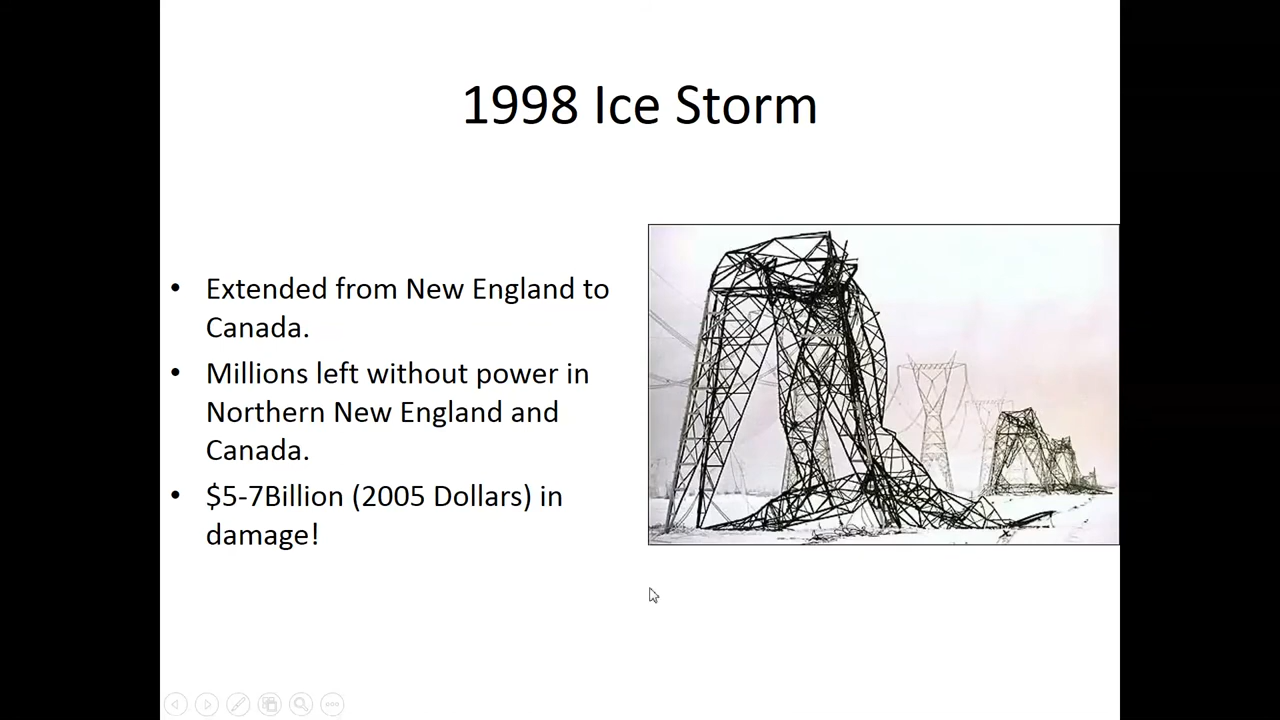 1998 Ice Storm
• Extended from New England to
Canada.
• Millions left without power in
Northern New England and
Canada.
• $5-7Billion (2005 Dollars) in
damage!